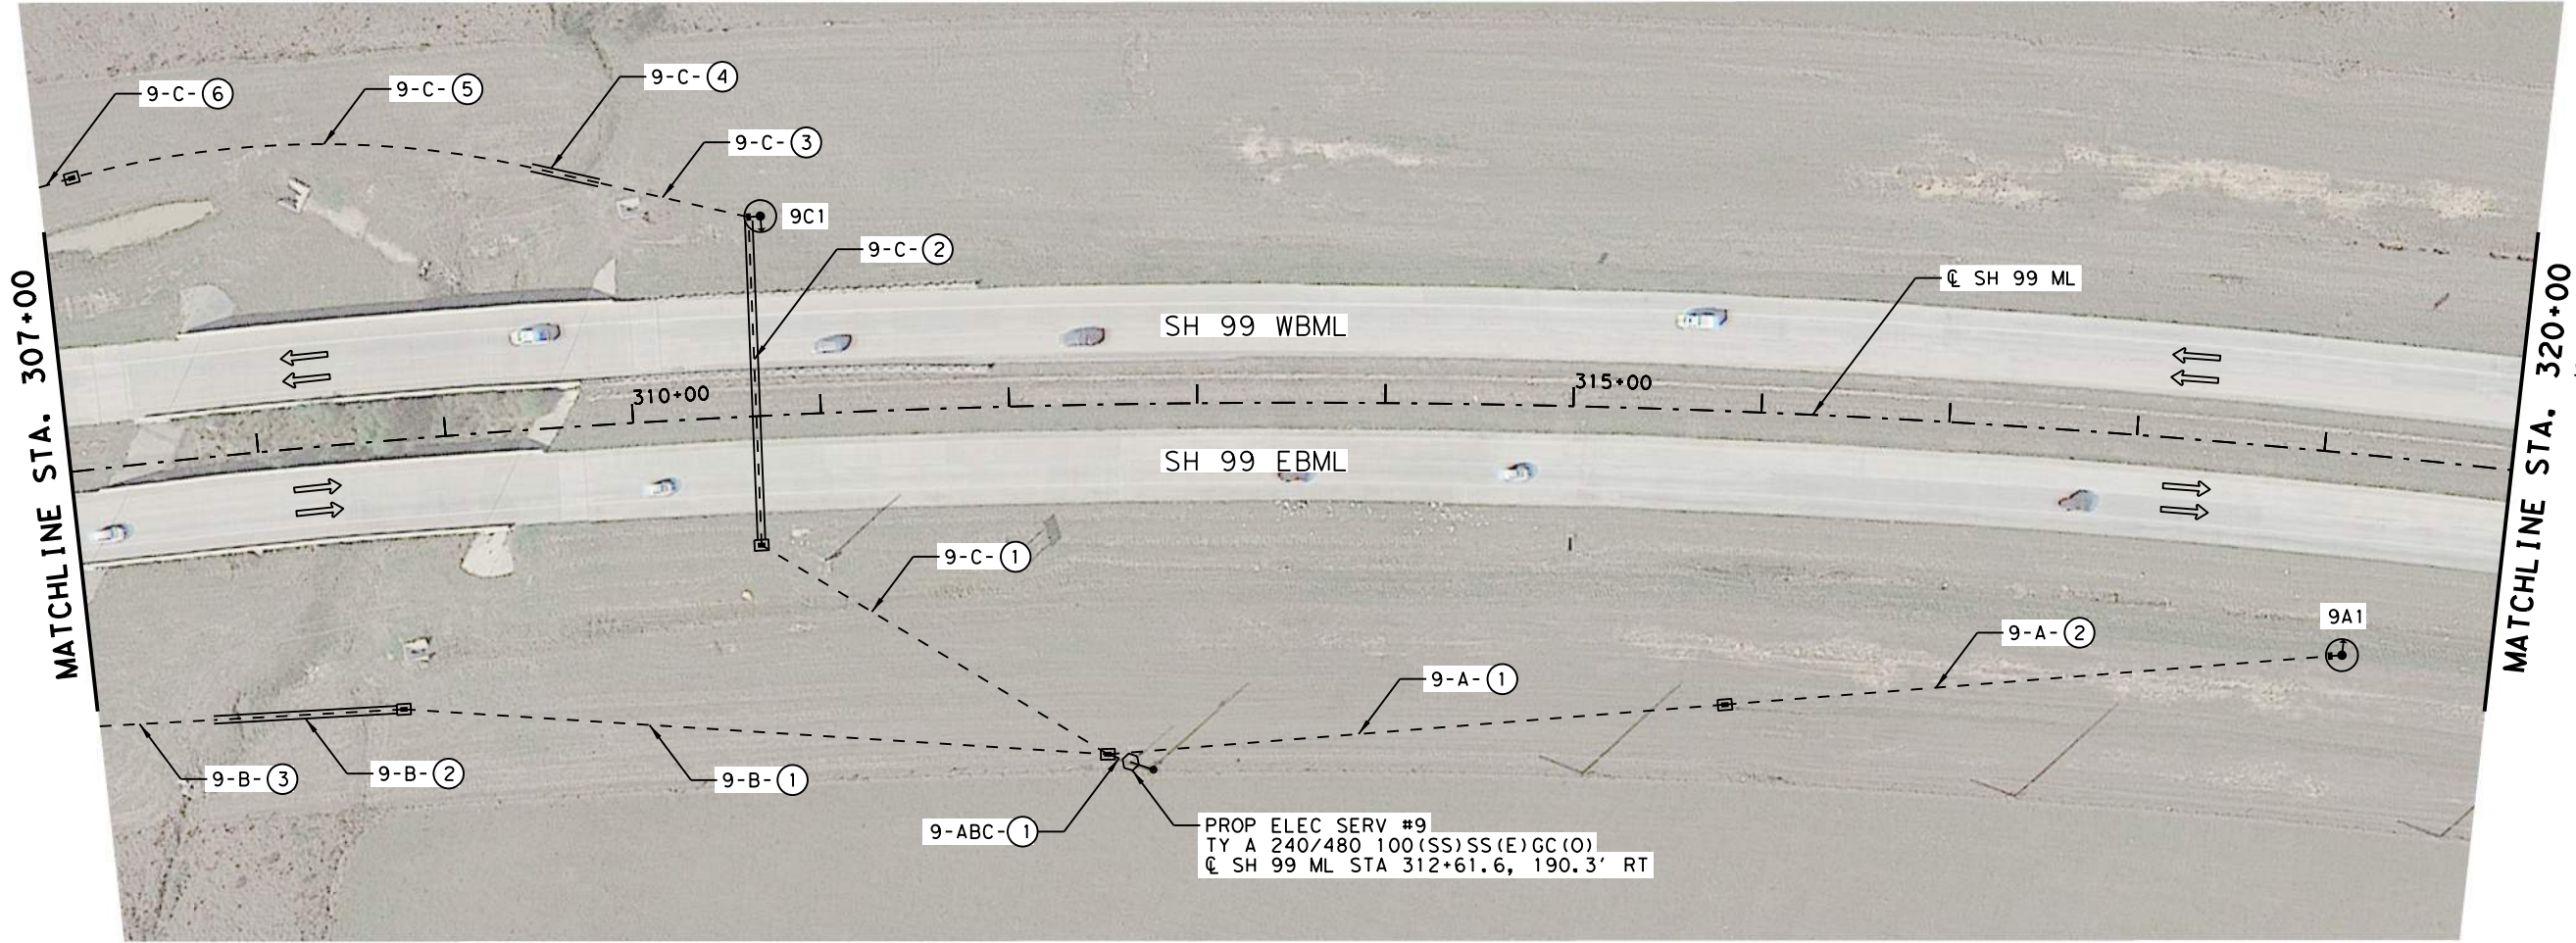 9-C-6
9-C-5
9-C-4
9-C-3
9C1
9-C-2
℄ SH 99 ML
SH 99 WBML
310+00
315+00
SH 99 EBML
MATCHLINE STA. 307+00
MATCHLINE STA. 320+00
9-C-1
9A1
9-A-2
9-A-1
9-B-3
9-B-2
9-B-1
9-ABC-1
PROP ELEC SERV #9
TY A 240/480 100(SS)SS(E)GC(O)
℄ SH 99 ML STA 312+61.6, 190.3' RT